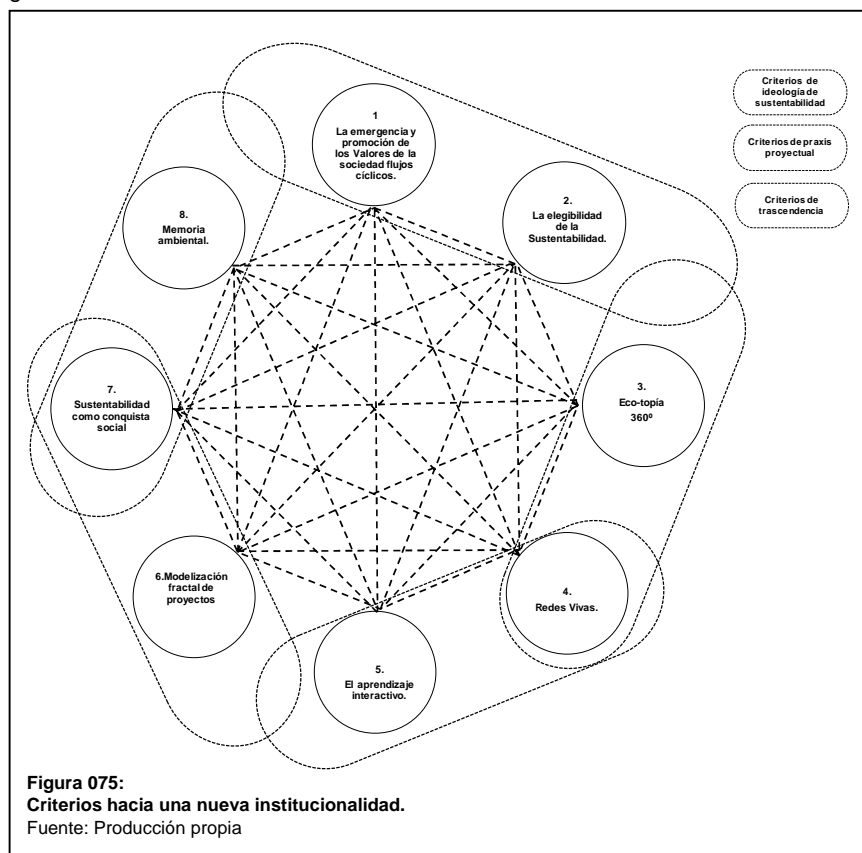 1
La emergencia y
promoción de
los Valores de la
sociedad flujos
cíclicos.
2.
La elegibilidad
de la
Sustentabilidad.
3.
Eco-topía
360º
4.
Redes Vivas.
5.
El aprendizaje
interactivo.
6.Modelización
fractal de
proyectos
7.
Sustentabilidad
como conquista
social
8.
Memoria
ambiental.
Criterios de
ideología de
sustentabilidad
Criterios de praxis
proyectual
Criterios de
trascendencia
Figura 075:
Criterios hacia una nueva institucionalidad.
Fuente: Producción propia